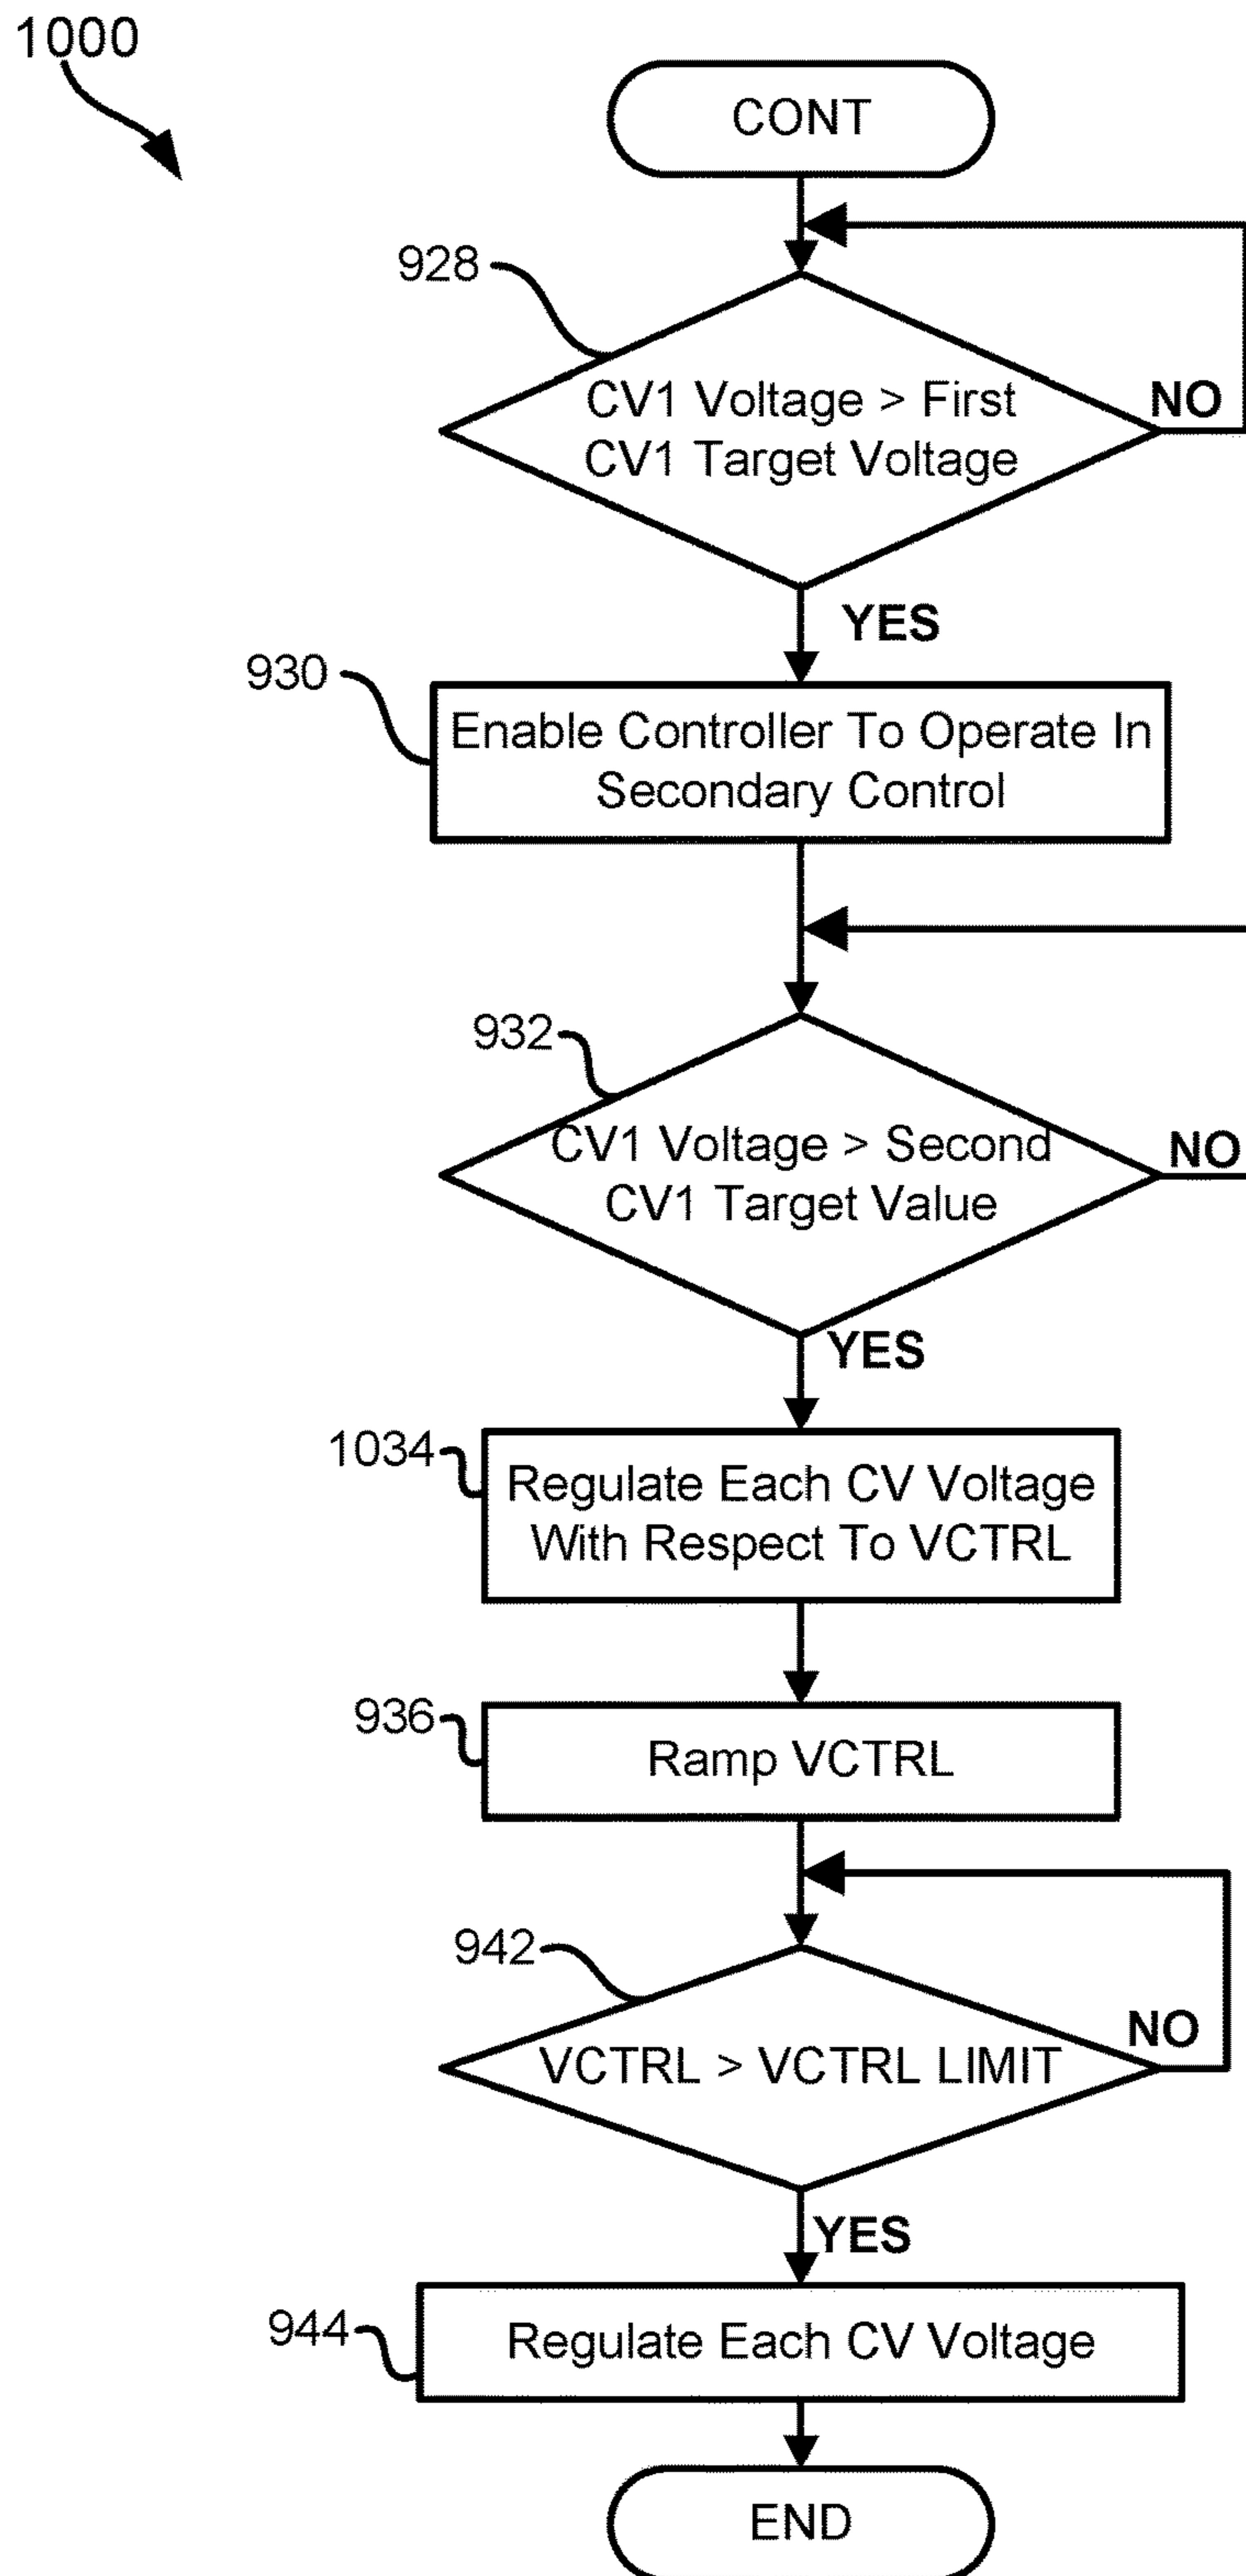 1000
CONT
928
CV1 Voltage > First
CV1 Target Voltage
NO
YES
930
Enable Controller To Operate In
Secondary Control
932
CV1 Voltage > Second
CV1 Target Value
NO
YES
1034
Regulate Each CV Voltage
With Respect To VCTRL
936
Ramp VCTRL
942
VCTRL > VCTRL LIMIT
NO
YES
944
Regulate Each CV Voltage
END